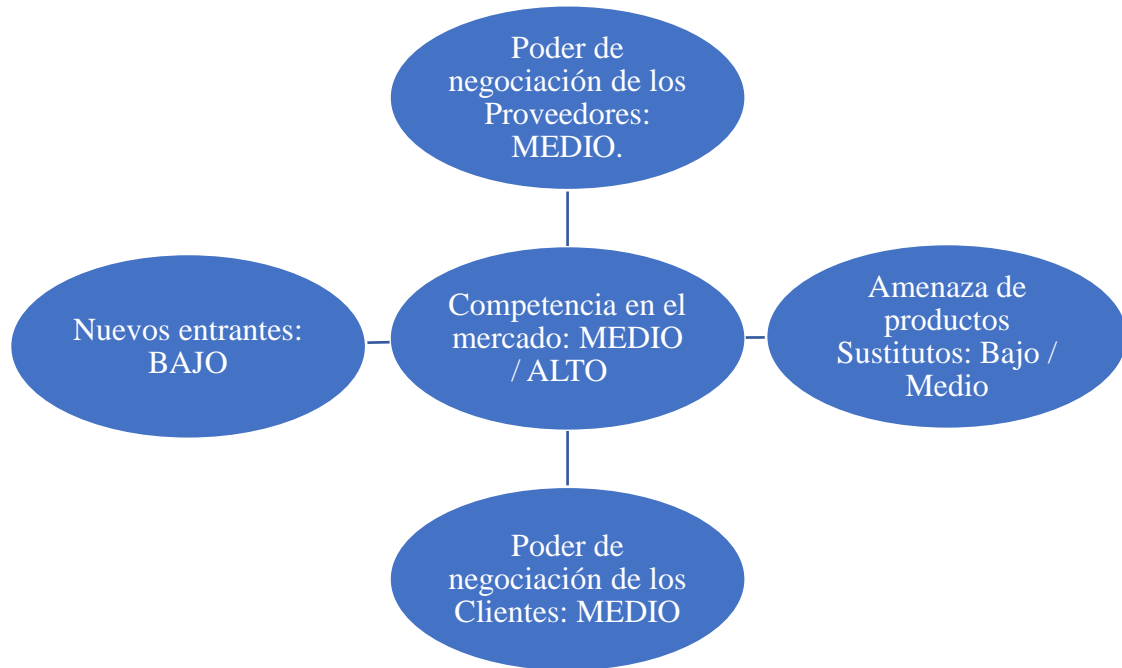 Poder de
negociación de los
Proveedores:
MEDIO.
Nuevos entrantes:
BAJO
Competencia en el
mercado: MEDIO
/ ALTO
Amenaza de
productos
Sustitutos: Bajo /
Medio
Poder de
negociación de los
Clientes: MEDIO